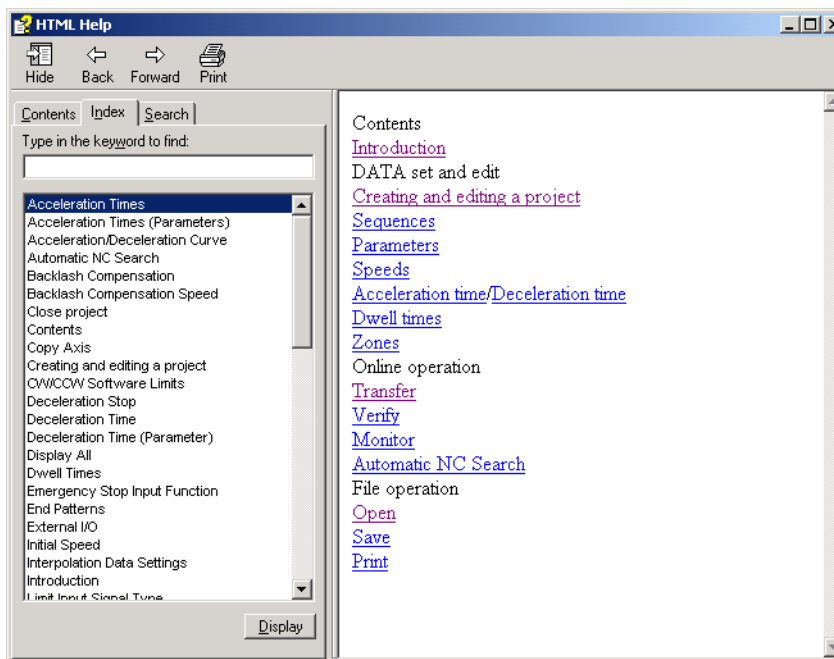 HTML Help
Hide Back Forward Print
Contents Index Search
Type in the keyword to find:
Acceleration Times
Acceleration Times (Parameters)
Acceleration/Deceleration Curve
Automatic NC Search
Backlash Compensation
Backlash Compensation Speed
Close project
Contents
Copy Axis
Creating and editing a project
CW/CCW Software Limits
Deceleration Stop
Deceleration Time
Deceleration Time (Parameter)
Display All
Dwell Times
Emergency Stop Input Function
End Patterns
External I/O
Initial Speed
Interpolation Data Settings
Introduction
Limit Input Signal Type
Display
Contents
Introduction
DATA set and edit
Creating and editing a project
Sequences
Parameters
Speeds
Acceleration time/Deceleration time
Dwell times
Zones
Online operation
Transfer
Verify
Monitor
Automatic NC Search
File operation
Open
Save
Print